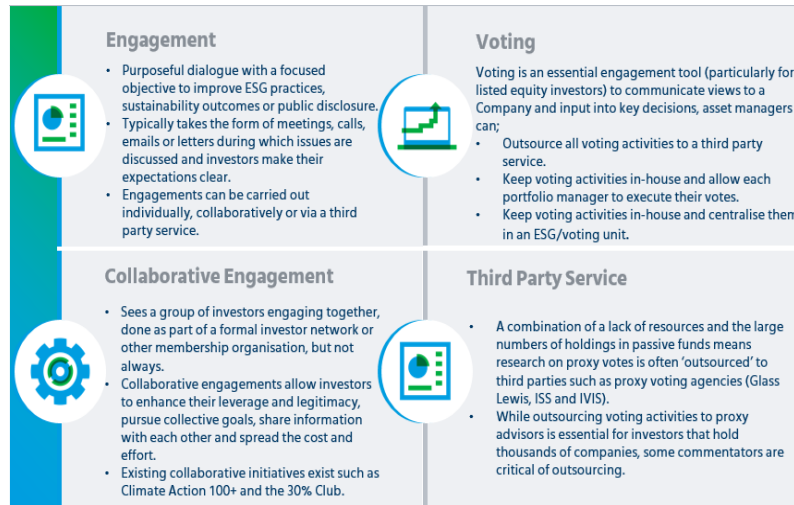 Engagement
• Purposeful dialogue with a focused
objective to improve ESG practices,
sustainability outcomes or public disclosure.
• Typically takes the form of meetings, calls,
emails or letters during which issues are
discussed and investors make their
expectations clear.
• Engagements can be carried out
individually, collaboratively or via a third
party service.
Voting
Voting is an essential engagement tool (particularly for
listed equity investors) to communicate views to a
Company and input into key decisions, asset managers
can;
• Outsource all voting activities to a third party
service.
• Keep voting activities in-house and allow each
portfolio manager to execute their votes.
• Keep voting activities in-house and centralise them
in an ESG/voting unit.
Collaborative Engagement
• Sees a group of investors engaging together,
done as part of a formal investor network or
other membership organisation, but not
always.
• Collaborative engagements allow investors
to enhance their leverage and legitimacy,
pursue collective goals, share information
with each other and spread the cost and
effort.
• Existing collaborative initiatives exist such as
Climate Action 100+ and the 30% Club.
Third Party Service
• A combination of a lack of resources and the large
numbers of holdings in passive funds means
research on proxy votes is often ‘outsourced’ to
third parties such as proxy voting agencies (Glass
Lewis, ISS and IVIS).
• While outsourcing voting activities to proxy
advisors is essential for investors that hold
thousands of companies, some commentators are
critical of outsourcing.